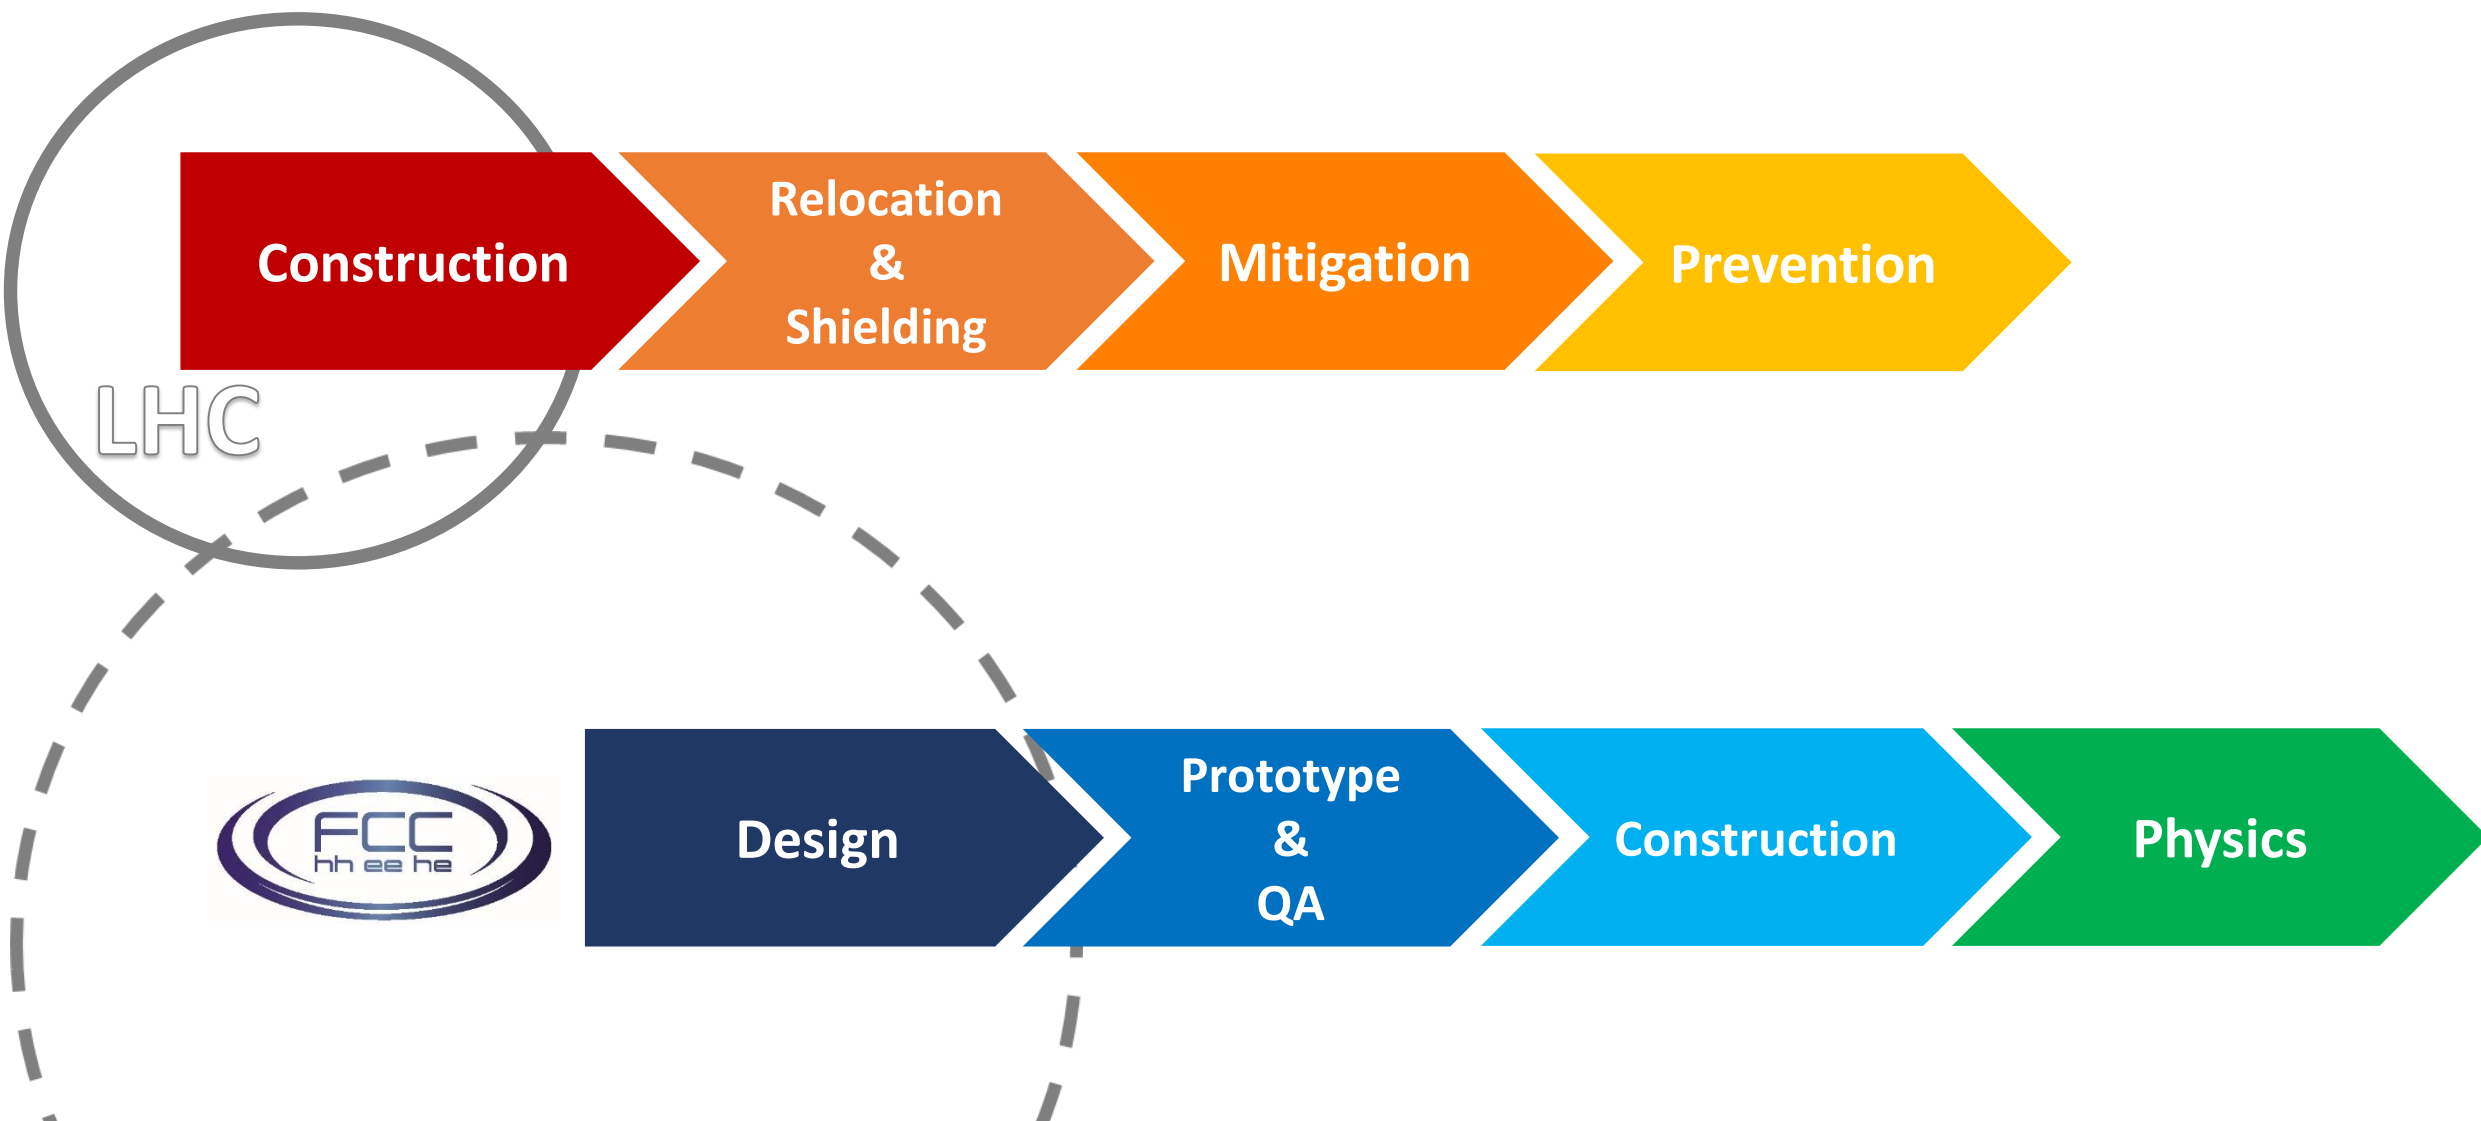 Construction
Relocation
&
Shielding
Mitigation
Prevention
LHC
FCC
hh ee he
Design
Prototype
&
QA
Construction
Physics